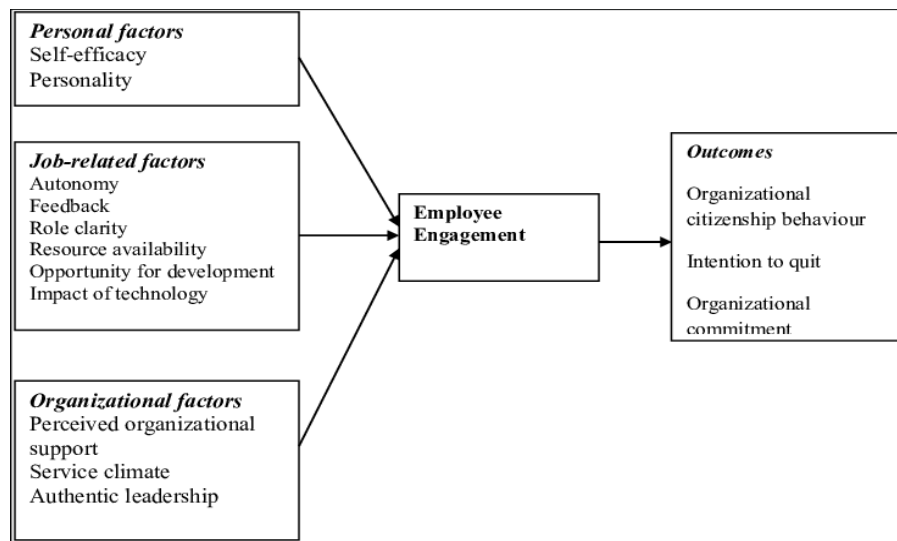 Personal factors
Self-efficacy
Personality
Job-related factors
Autonomy
Feedback
Role clarity
Resource availability
Opportunity for development
Impact of technology
Organizational factors
Perceived organizational
support
Service climate
Authentic leadership
Employee
Engagement
Outcomes
Organizational
citizenship behaviour
Intention to quit
Organizational
commitment